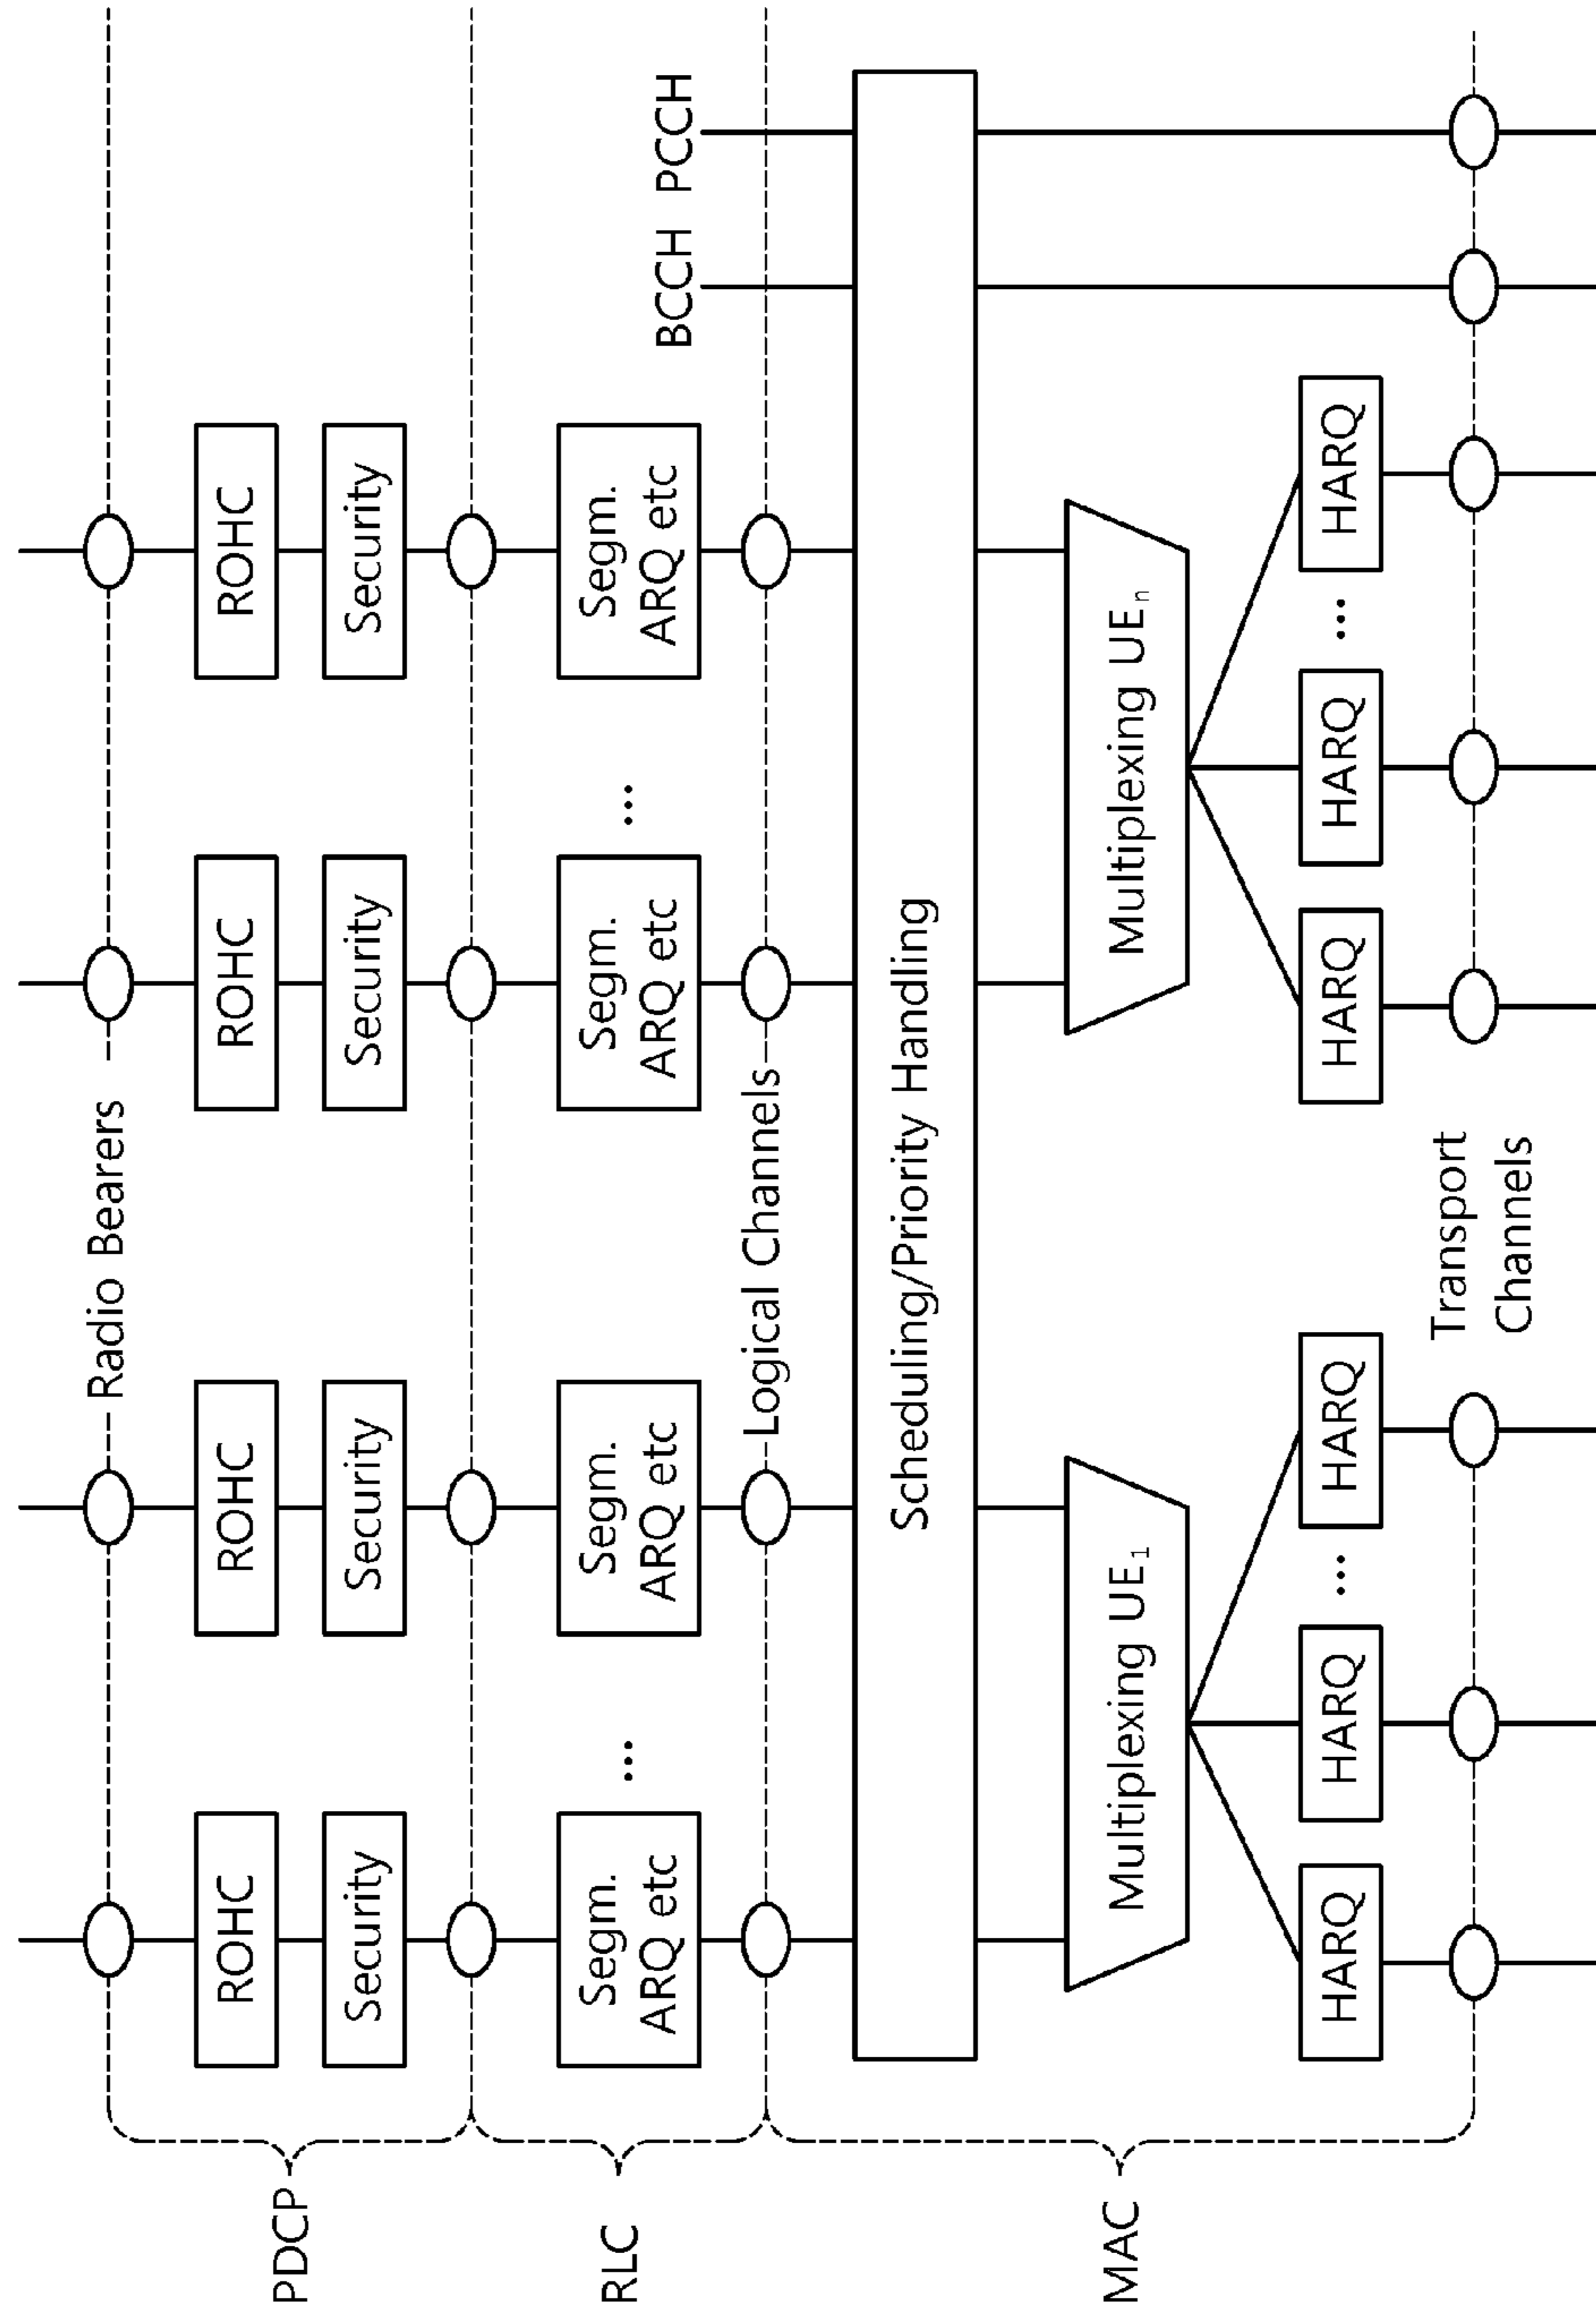 Radio Bearers
ROHC
ROHC
ROHC
ROHC
PDCP
Security
Security
Security
Security
RLC
Segm.
ARQ etc
...
Segm.
ARQ etc
Segm.
ARQ etc
...
Segm.
ARQ etc
BCCH
PCCH
Logical Channels
Scheduling/Priority Handling
MAC
Multiplexing UE₁
Multiplexing UEₙ
HARQ
HARQ
...
HARQ
HARQ
HARQ
...
HARQ
Transport
Channels